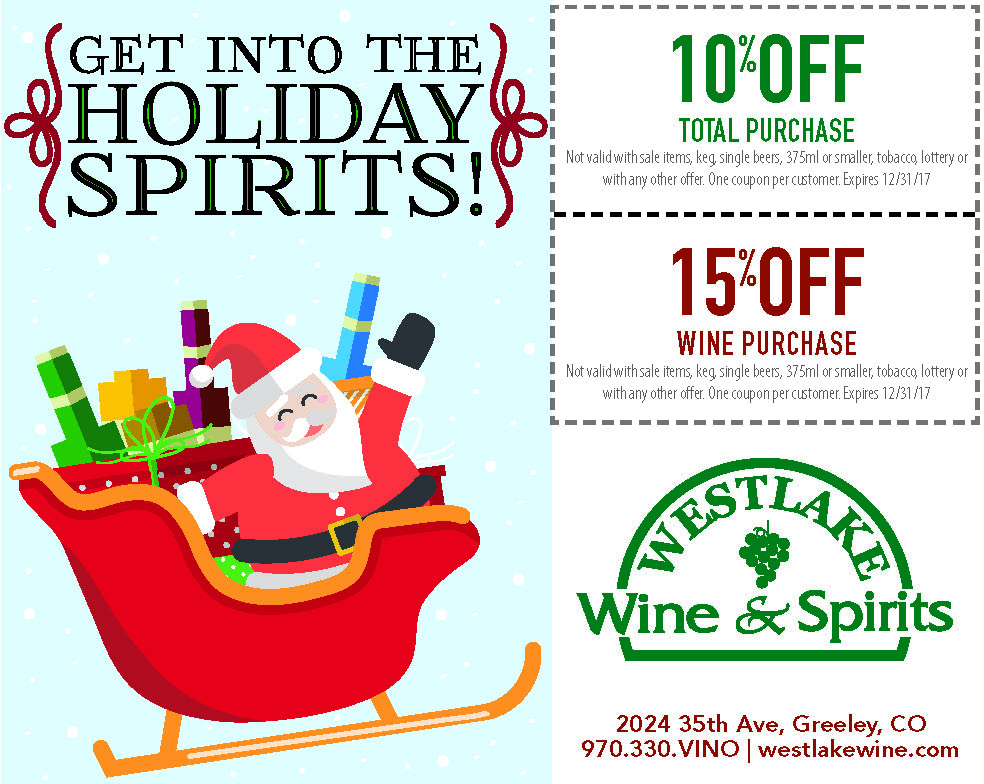 GET INTO THE
HOLIDAY
SPIRITS!
10%OFF
TOTAL PURCHASE
Not valid with sale items, keg, single beers, 375ml or smaller, tobacco, lottery or
with any other offer. One coupon per customer. Expires 12/31/17
15%OFF
WINE PURCHASE
Not valid with sale items, keg, single beers, 375ml or smaller, tobacco, lottery or
with any other offer. One coupon per customer. Expires 12/31/17
WESTLAKE
Wine & Spirits
2024 35th Ave, Greeley, CO
970.330.VINO | westlakewine.com